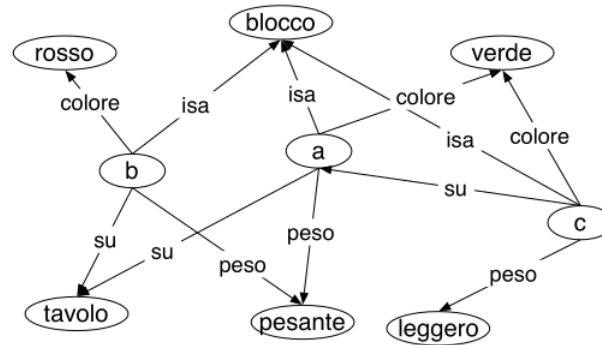 blocco
rosso
verde
colore
isa
isa
colore
isa
colore
b
a
su
c
su
su
peso
peso
peso
tavolo
pesante
leggero